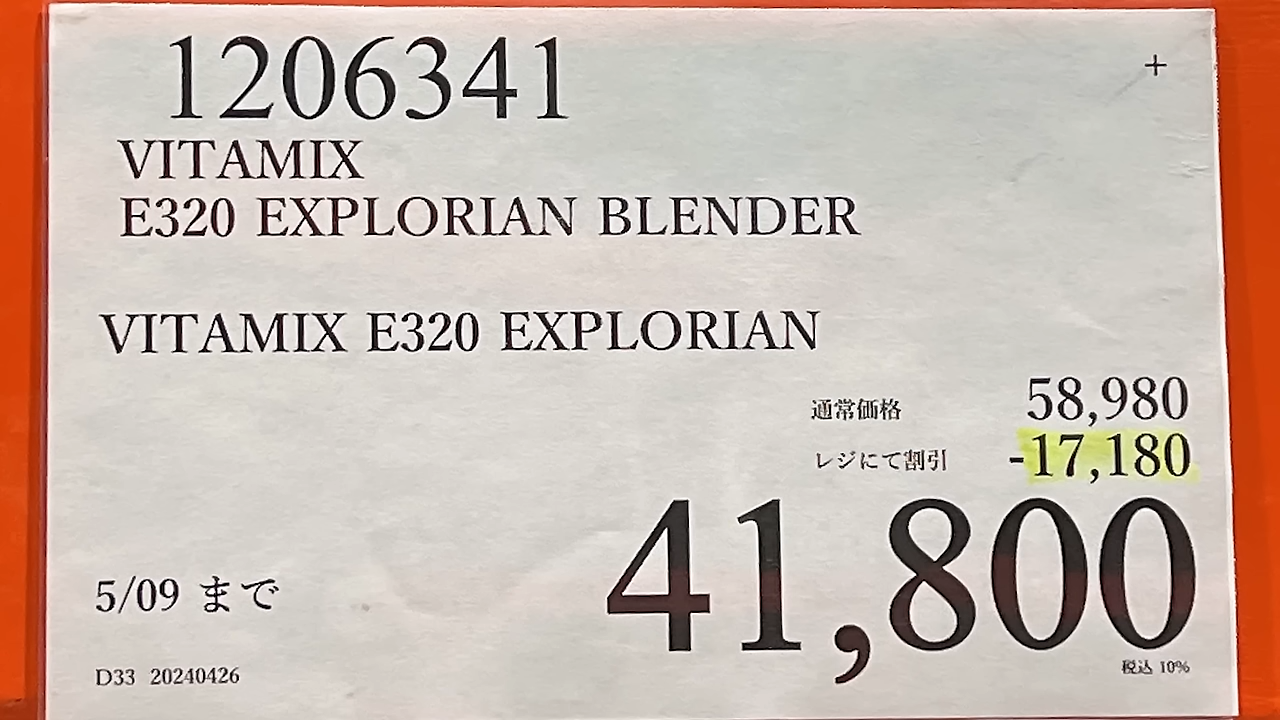 1206341
+
VITAMIX
E320 EXPLORIAN BLENDER
VITAMIX E320 EXPLORIAN
通常価格 58,980
レジにて割引 -17,180
41,800
5/09 まで
税込 10%
D33 20240426